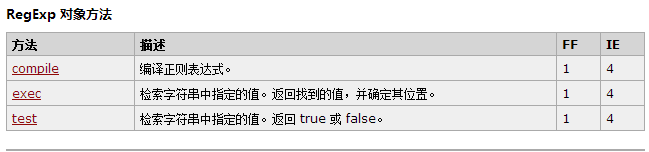 RegExp 对象方法
方法 描述 FF IE
compile 编译正则表达式。 1 4
exec 检索字符串中指定的值。返回找到的值，并确定其位置。 1 4
test 检索字符串中指定的值。返回 true 或 false。 1 4